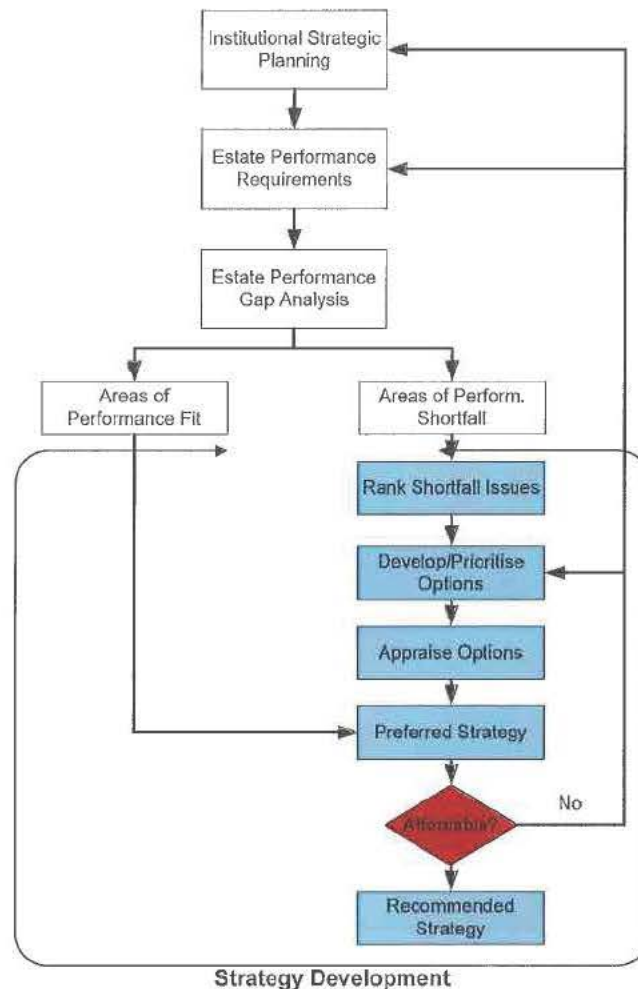 Institutional Strategic
Planning
Estate Performance
Requirements
Estate Performance
Gap Analysis
Areas of
Performance Fit
Areas of Perform.
Shortfall
Rank Shortfall Issues
Develop/Prioritise
Options
Appraise Options
Preferred Strategy
Affordable?
No
Recommended
Strategy
Strategy Development